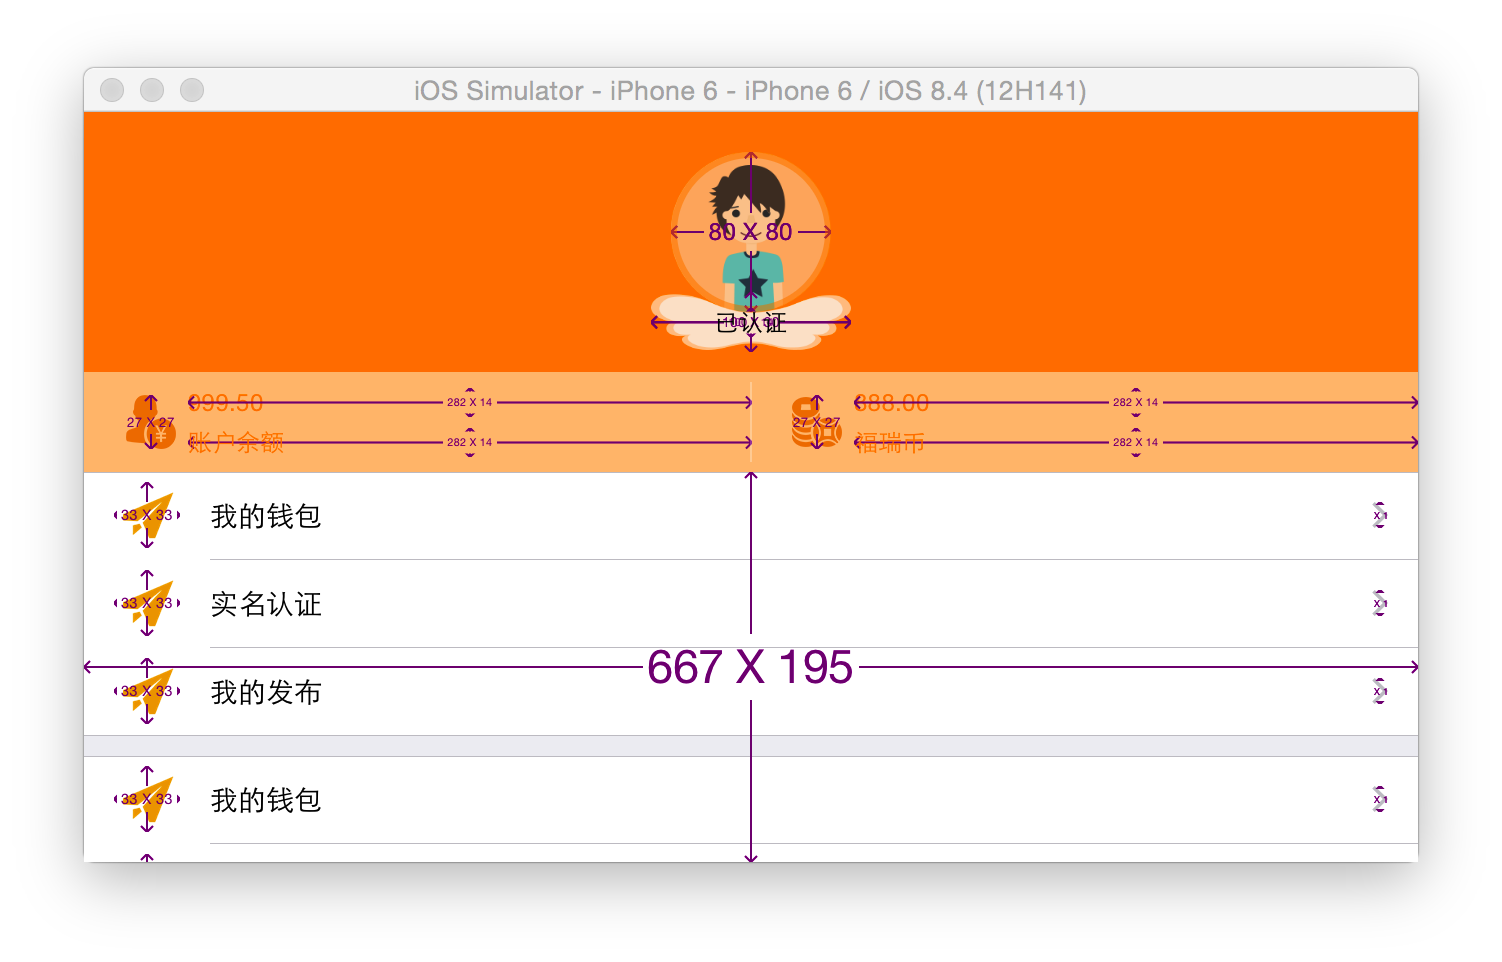 iOS Simulator - iPhone 6 - iPhone 6 / iOS 8.4 (12H141)
80 X 80
已认证
999.50
282 X 14
888.00
282 X 14
27 X 27
27 X 27
账户余额
282 X 14
福瑞币
282 X 14
33 X 33
我的钱包
33 X 33
实名认证
667 X 195
33 X 33
我的发布
33 X 33
我的钱包